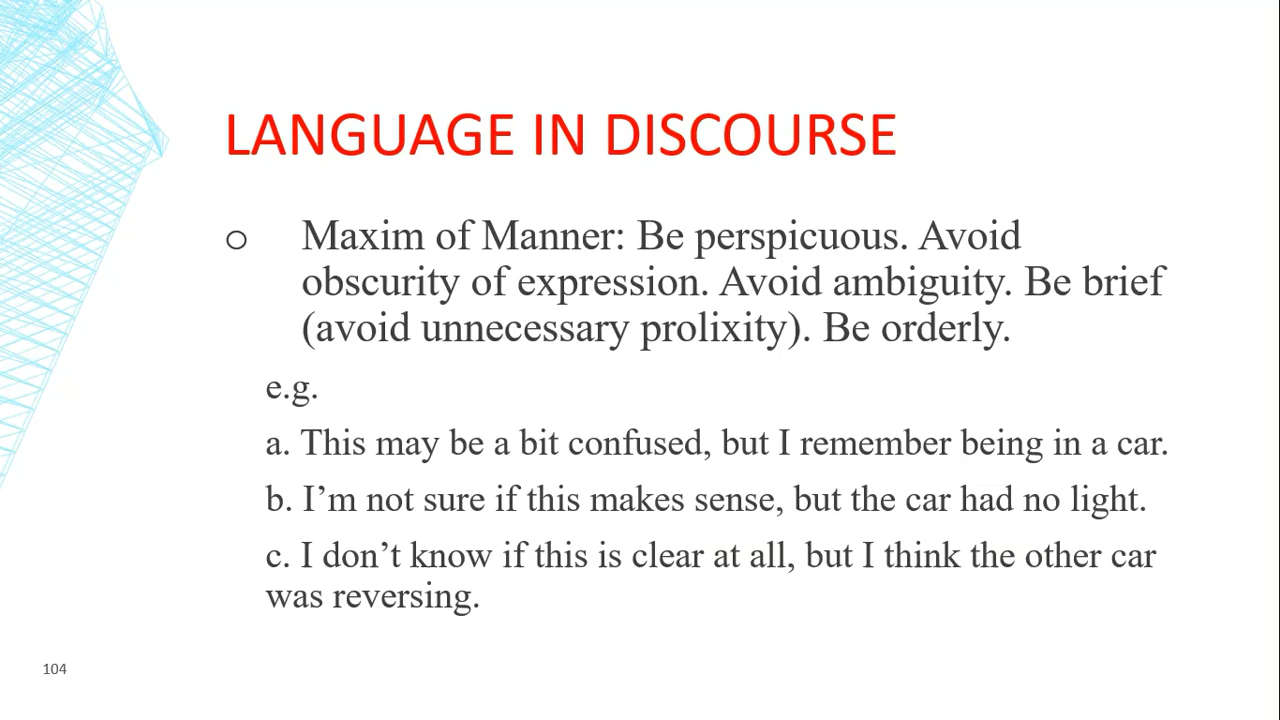 LANGUAGE IN DISCOURSE
o Maxim of Manner: Be perspicuous. Avoid
obscurity of expression. Avoid ambiguity. Be brief
(avoid unnecessary prolixity). Be orderly.
e.g.
a. This may be a bit confused, but I remember being in a car.
b. I’m not sure if this makes sense, but the car had no light.
c. I don’t know if this is clear at all, but I think the other car
was reversing.
104